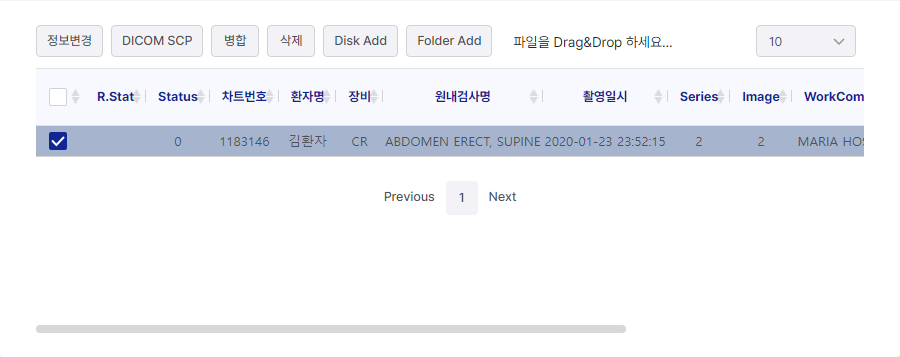 정보변경 DICOM SCP 병합 삭제 Disk Add Folder Add 파일을 Drag&Drop 하세요... 10
R.Stat Status 차트번호 환자명 장비 원내검사명 촬영일시 Series Image WorkCom
0 1183146 김환자 CR ABDOMEN ERECT, SUPINE 2020-01-23 23:52:15 2 2 MARIA HOS
Previous 1 Next